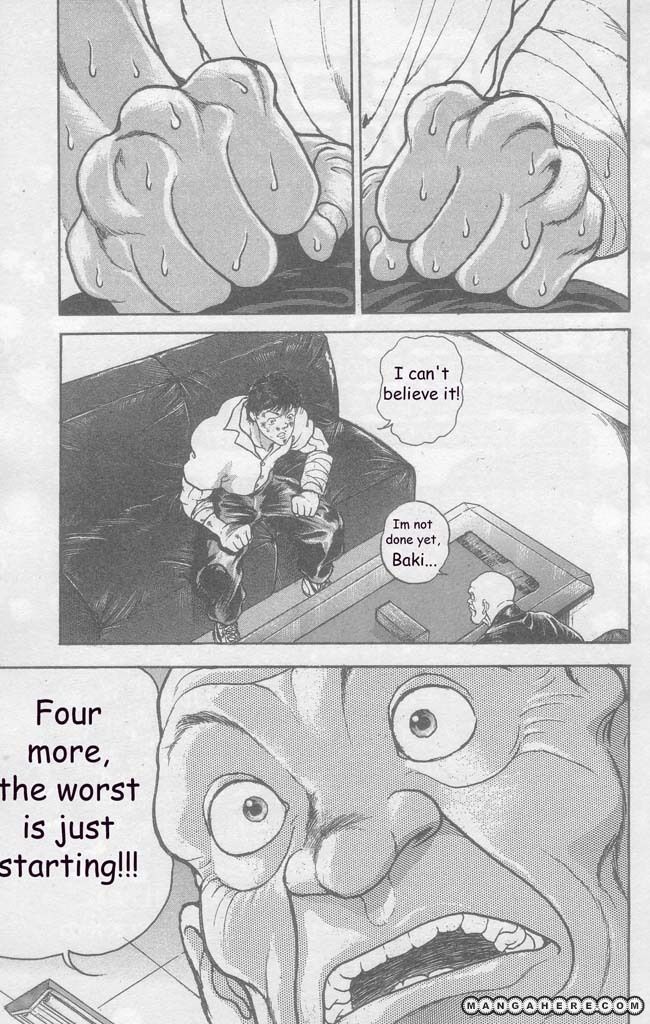 I can't
believe it!
Im not
done yet,
Baki...
Four
more,
the worst
is just
starting!!!
MANGAHERE.COM